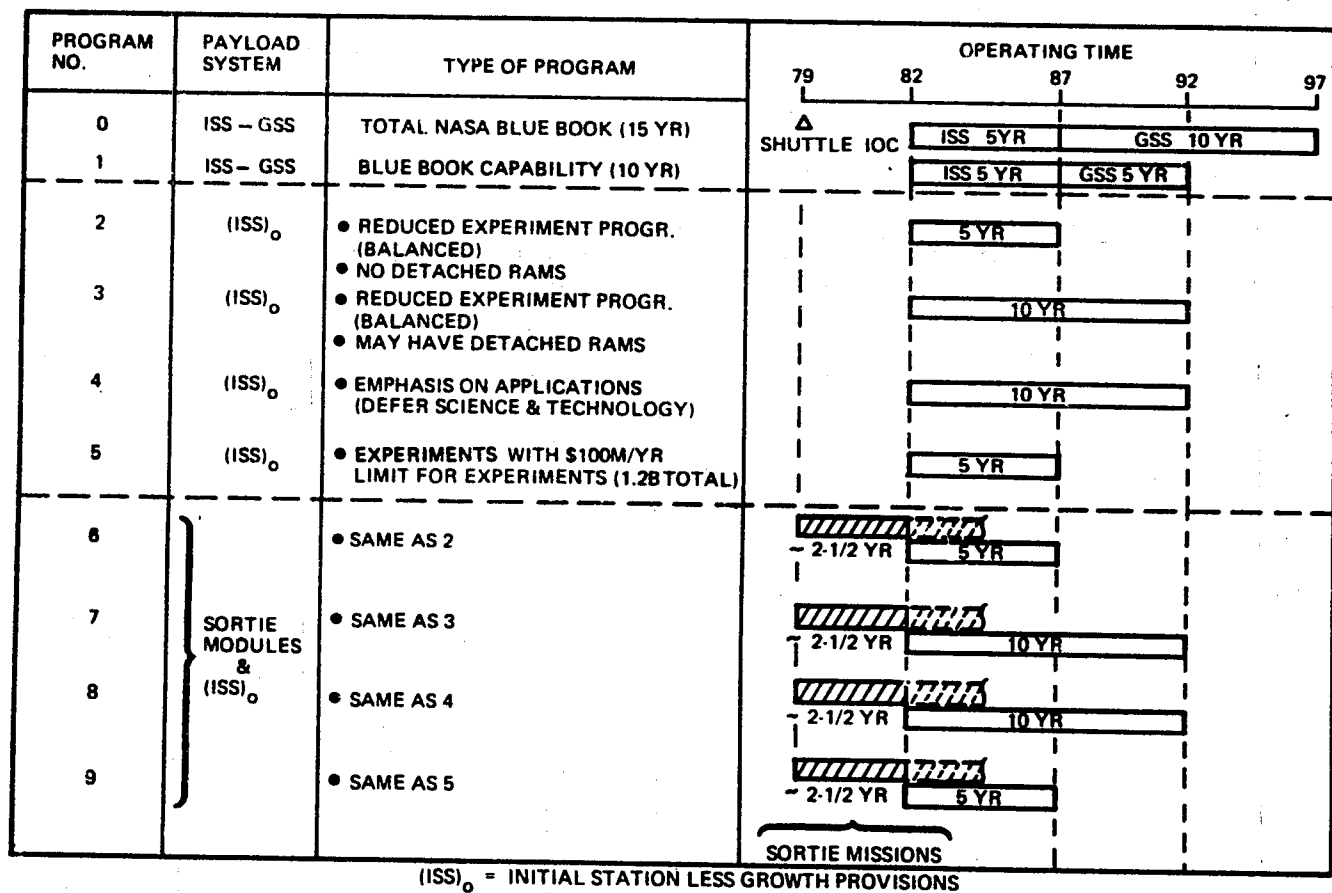 PROGRAM NO.
PAYLOAD SYSTEM
TYPE OF PROGRAM
OPERATING TIME
79 82 87 92 97
0 ISS – GSS TOTAL NASA BLUE BOOK (15 YR)
SHUTTLE IOC
ISS 5YR GSS 10 YR
1 ISS – GSS BLUE BOOK CAPABILITY (10 YR)
ISS 5 YR GSS 5 YR
2 (ISS)o ● REDUCED EXPERIMENT PROGR.
(BALANCED)
● NO DETACHED RAMS
5 YR
3 (ISS)o ● REDUCED EXPERIMENT PROGR.
(BALANCED)
● MAY HAVE DETACHED RAMS
10 YR
4 (ISS)o ● EMPHASIS ON APPLICATIONS
(DEFER SCIENCE & TECHNOLOGY)
10 YR
5 (ISS)o ● EXPERIMENTS WITH $100M/YR
LIMIT FOR EXPERIMENTS (1.2B TOTAL)
5 YR
SORTIE
MODULES
&
(ISS)o
6 ● SAME AS 2
~ 2-1/2 YR 5 YR
7 ● SAME AS 3
~ 2-1/2 YR 10 YR
8 ● SAME AS 4
~ 2-1/2 YR 10 YR
9 ● SAME AS 5
~ 2-1/2 YR 5 YR
SORTIE MISSIONS
(ISS)o = INITIAL STATION LESS GROWTH PROVISIONS